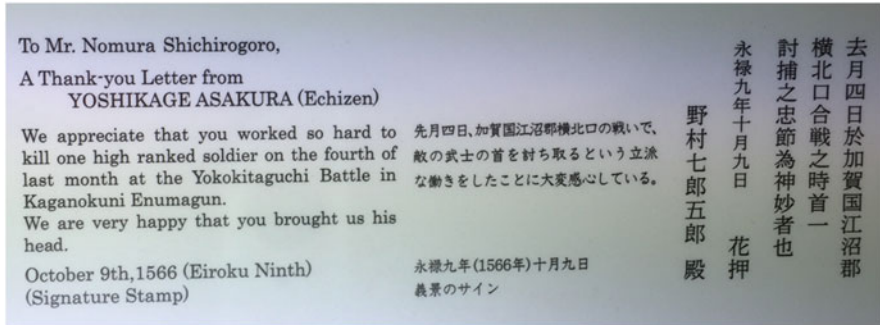 To Mr. Nomura Shichirogoro,
A Thank-you Letter from
YOSHIKAGE ASAKURA (Echizen)
We appreciate that you worked so hard to
kill one high ranked soldier on the fourth of
last month at the Yokokitaguchi Battle in
Kaganokuni Enumagun.
We are very happy that you brought us his
head.
October 9th,1566 (Eiroku Ninth)
(Signature Stamp)
先月四日、加賀国江沼郡横北口の戦いで、
敵の武士の首を討ち取るという立派
な働きをしたことに大変感心している。
永禄九年(1566年)十月九日
義景のサイン
去月四日於加賀国江沼郡
横北口合戦之時首一
討捕之忠節為神妙者也
永禄九年十月九日 花押
野村七郎五郎 殿